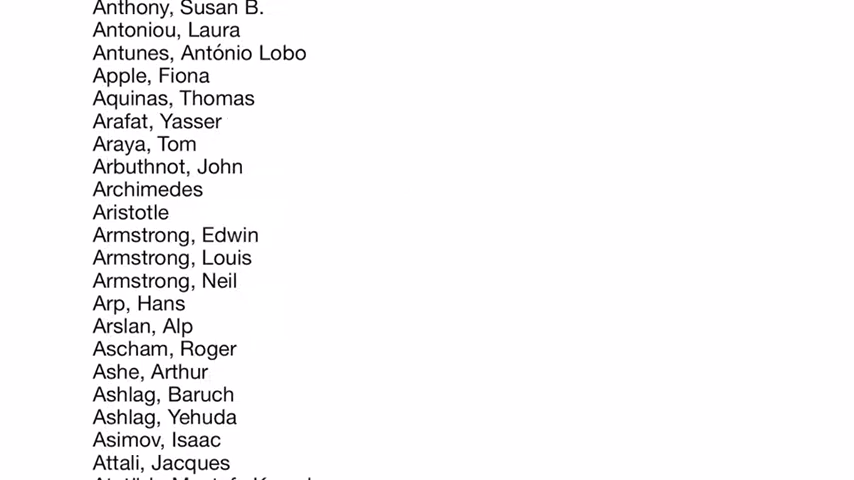 Anthony, Susan B.
Antoniou, Laura
Antunes, António Lobo
Apple, Fiona
Aquinas, Thomas
Arafat, Yasser
Araya, Tom
Arbuthnot, John
Archimedes
Aristotle
Armstrong, Edwin
Armstrong, Louis
Armstrong, Neil
Arp, Hans
Arslan, Alp
Ascham, Roger
Ashe, Arthur
Ashlag, Baruch
Ashlag, Yehuda
Asimov, Isaac
Attali, Jacques